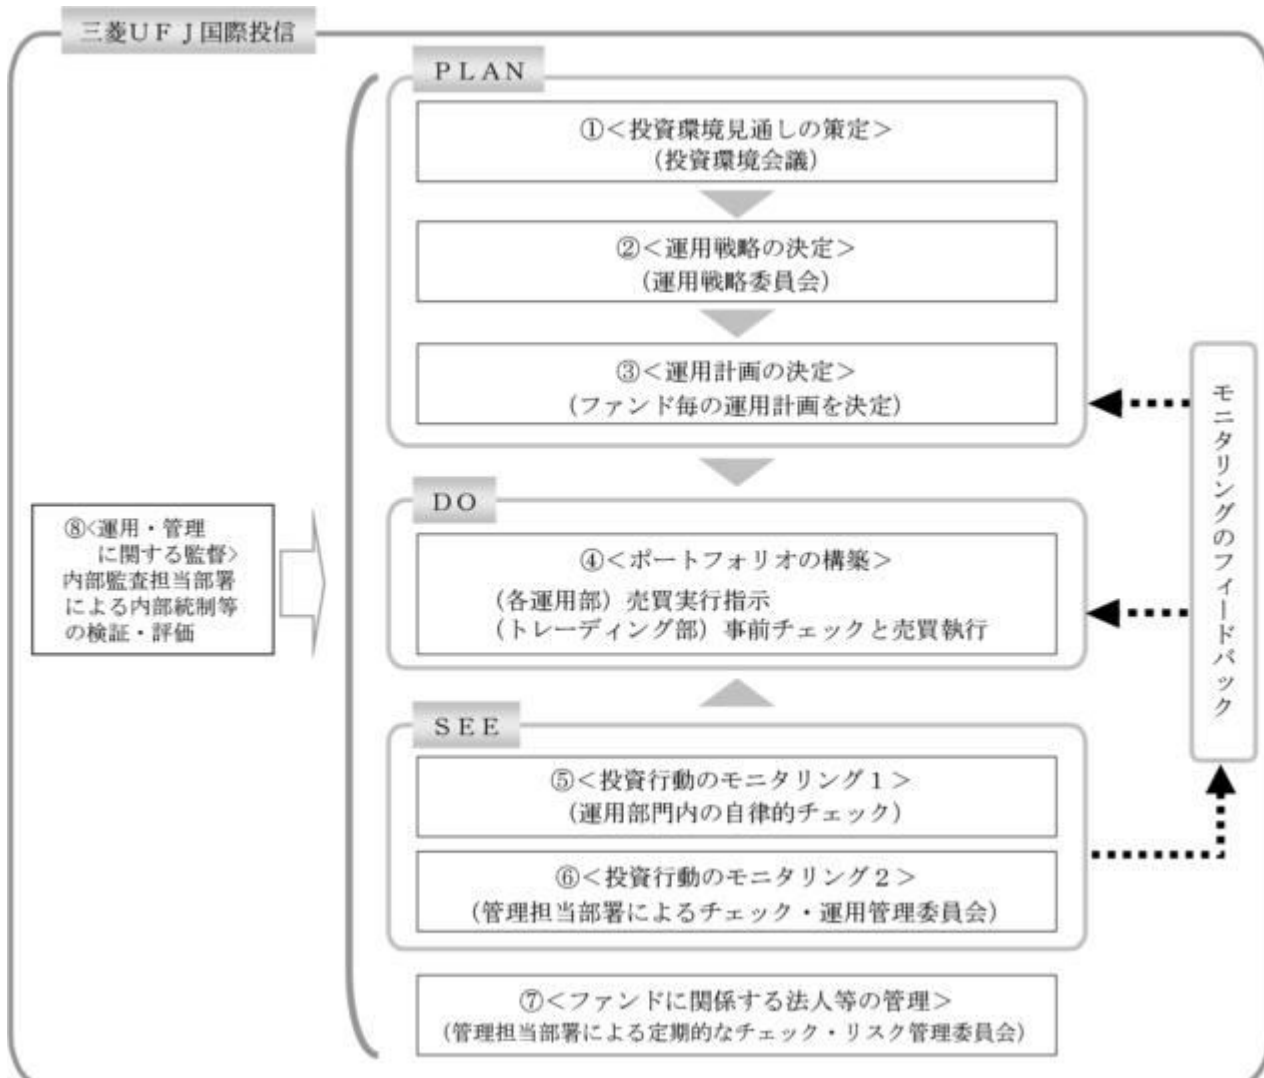 三菱ＵＦＪ国際投信
ＰＬＡＮ
①＜投資環境見通しの策定＞
（投資環境会議）
②＜運用戦略の決定＞
（運用戦略委員会）
③＜運用計画の決定＞
（ファンド毎の運用計画を決定）
ＤＯ
④＜ポートフォリオの構築＞
（各運用部）売買実行指示
（トレーディング部）事前チェックと売買執行
ＳＥＥ
⑤＜投資行動のモニタリング１＞
（運用部門内の自律的チェック）
⑥＜投資行動のモニタリング２＞
（管理担当部署によるチェック・運用管理委員会）
⑦＜ファンドに関係する法人等の管理＞
（管理担当部署による定期的なチェック・リスク管理委員会）
⑧<運用・管理
に関する監督>
内部監査担当部署
による内部統制等
の検証・評価
モニタリングのフィードバック